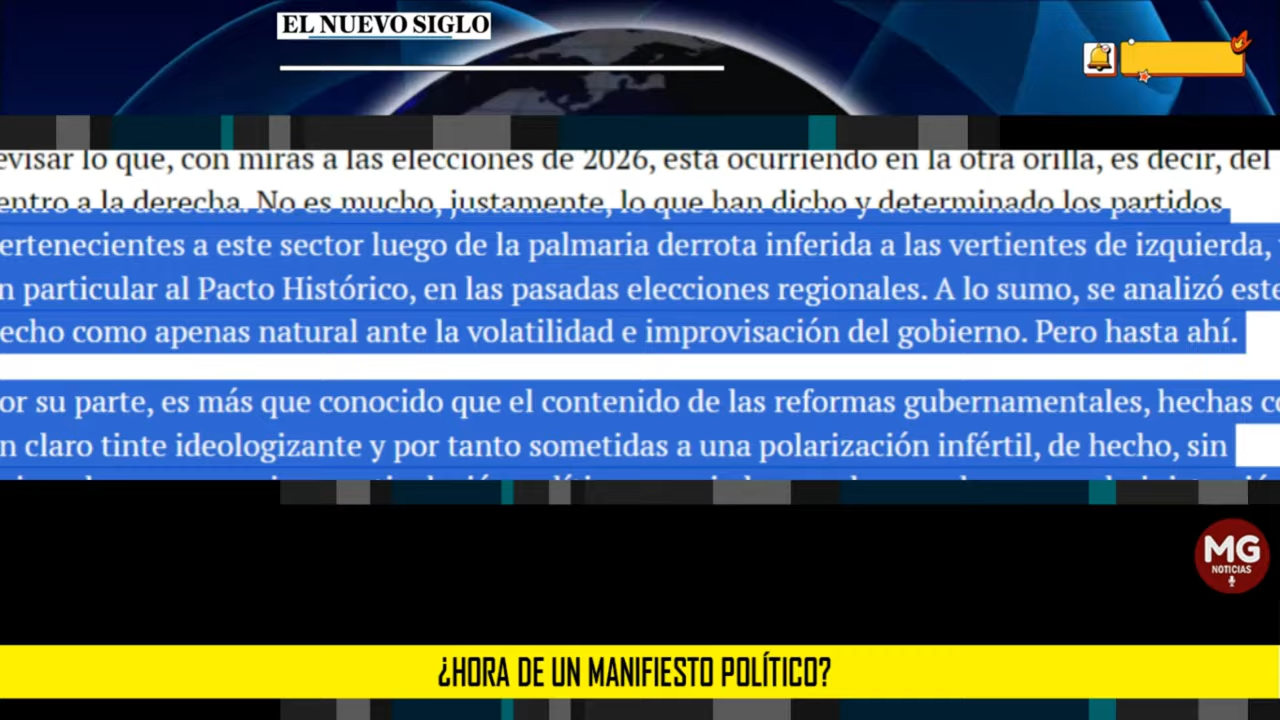 EL NUEVO SIGLO
evisar lo que, con miras a las elecciones de 2026, está ocurriendo en la otra orilla, es decir, del
entro a la derecha. No es mucho, justamente, lo que han dicho y determinado los partidos
ertenecientes a este sector luego de la palmaria derrota inferida a las vertientes de izquierda,
n particular al Pacto Histórico, en las pasadas elecciones regionales. A lo sumo, se analizó este
echo como apenas natural ante la volatilidad e improvisación del gobierno. Pero hasta ahí.
or su parte, es más que conocido que el contenido de las reformas gubernamentales, hechas co
n claro tinte ideologizante y por tanto sometidas a una polarización infértil, de hecho, sin
MG
NOTICIAS
¿HORA DE UN MANIFIESTO POLÍTICO?